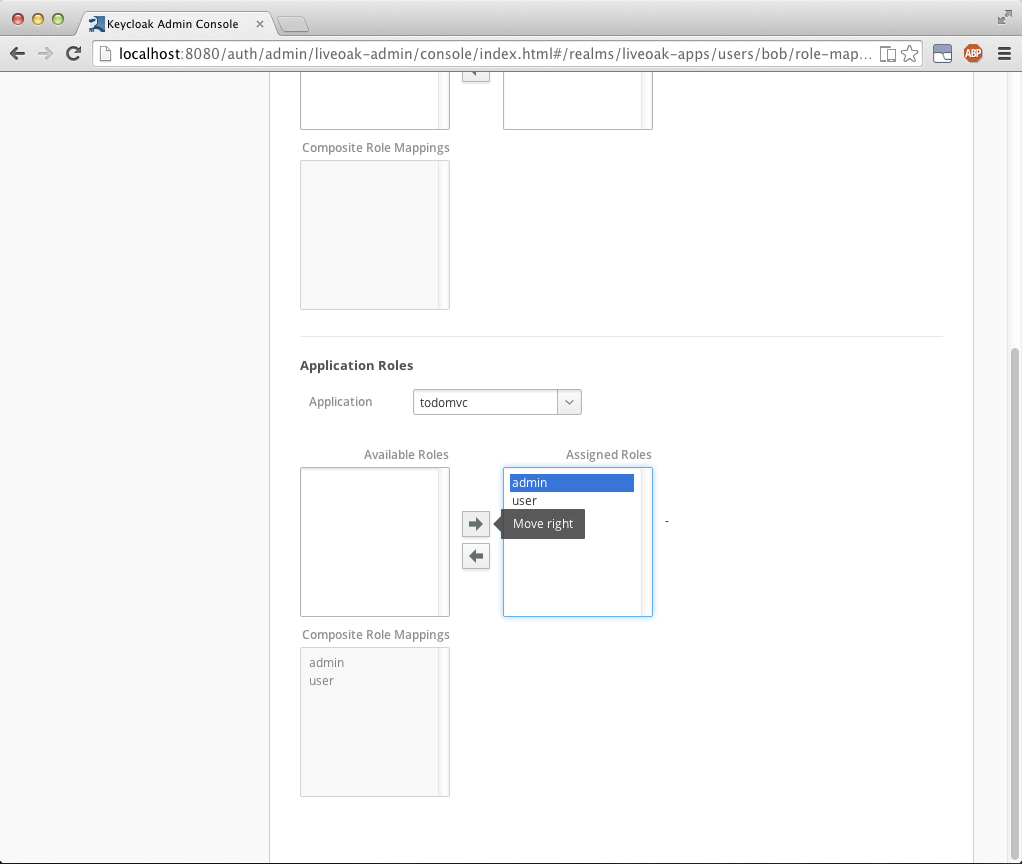 Keycloak Admin Console
localhost:8080/auth/admin/liveoak-admin/console/index.html#/realms/liveoak-apps/users/bob/role-map...
ABP
Composite Role Mappings
Application Roles
Application
todomvc
Available Roles
Assigned Roles
admin
user
Move right
-
Composite Role Mappings
admin
user